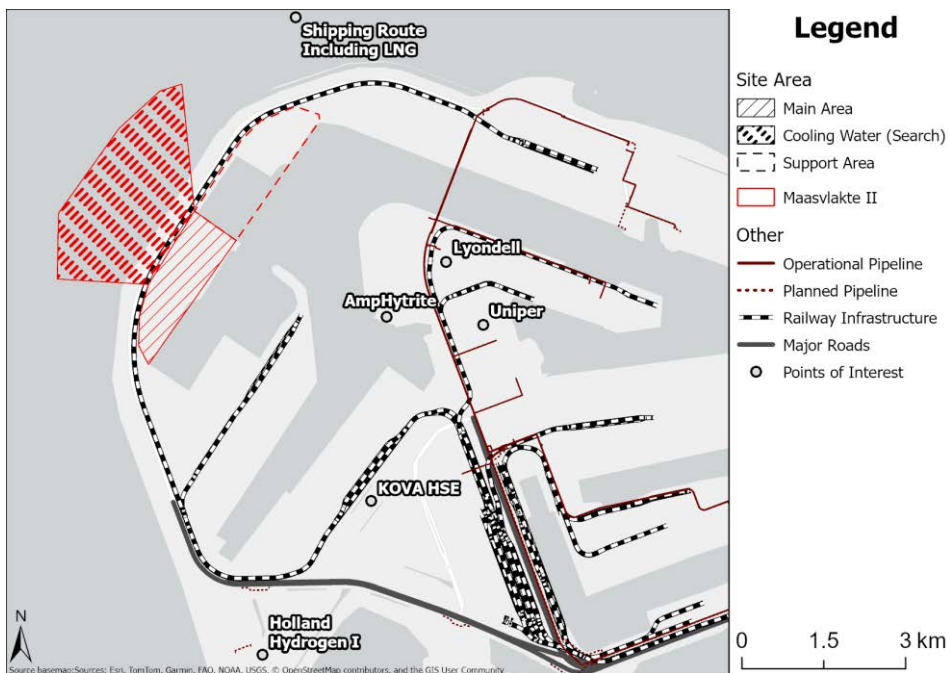 Shipping Route
Including LNG
Lyondell
AmpHytrite
Uniper
KOVA HSE
Holland
Hydrogen I
N
Source basemap:Sources: Esri, TomTom, Garmin, FAO, NOAA, USGS, © OpenStreetMap contributors, and the GIS User Community
Legend
Site Area
Main Area
Cooling Water (Search)
Support Area
Maasvlakte II
Other
Operational Pipeline
Planned Pipeline
Railway Infrastructure
Major Roads
Points of Interest
0 1.5 3 km